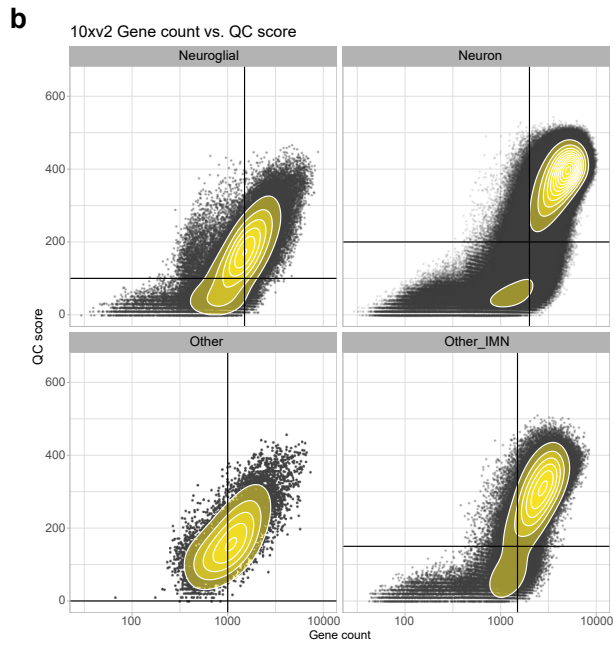 b
10xv2 Gene count vs. QC score
Neuroglial
Neuron
600
400
200
0
QC score
Other
Other_IMN
600
400
200
0
100
1000
10000
100
1000
10000
Gene count